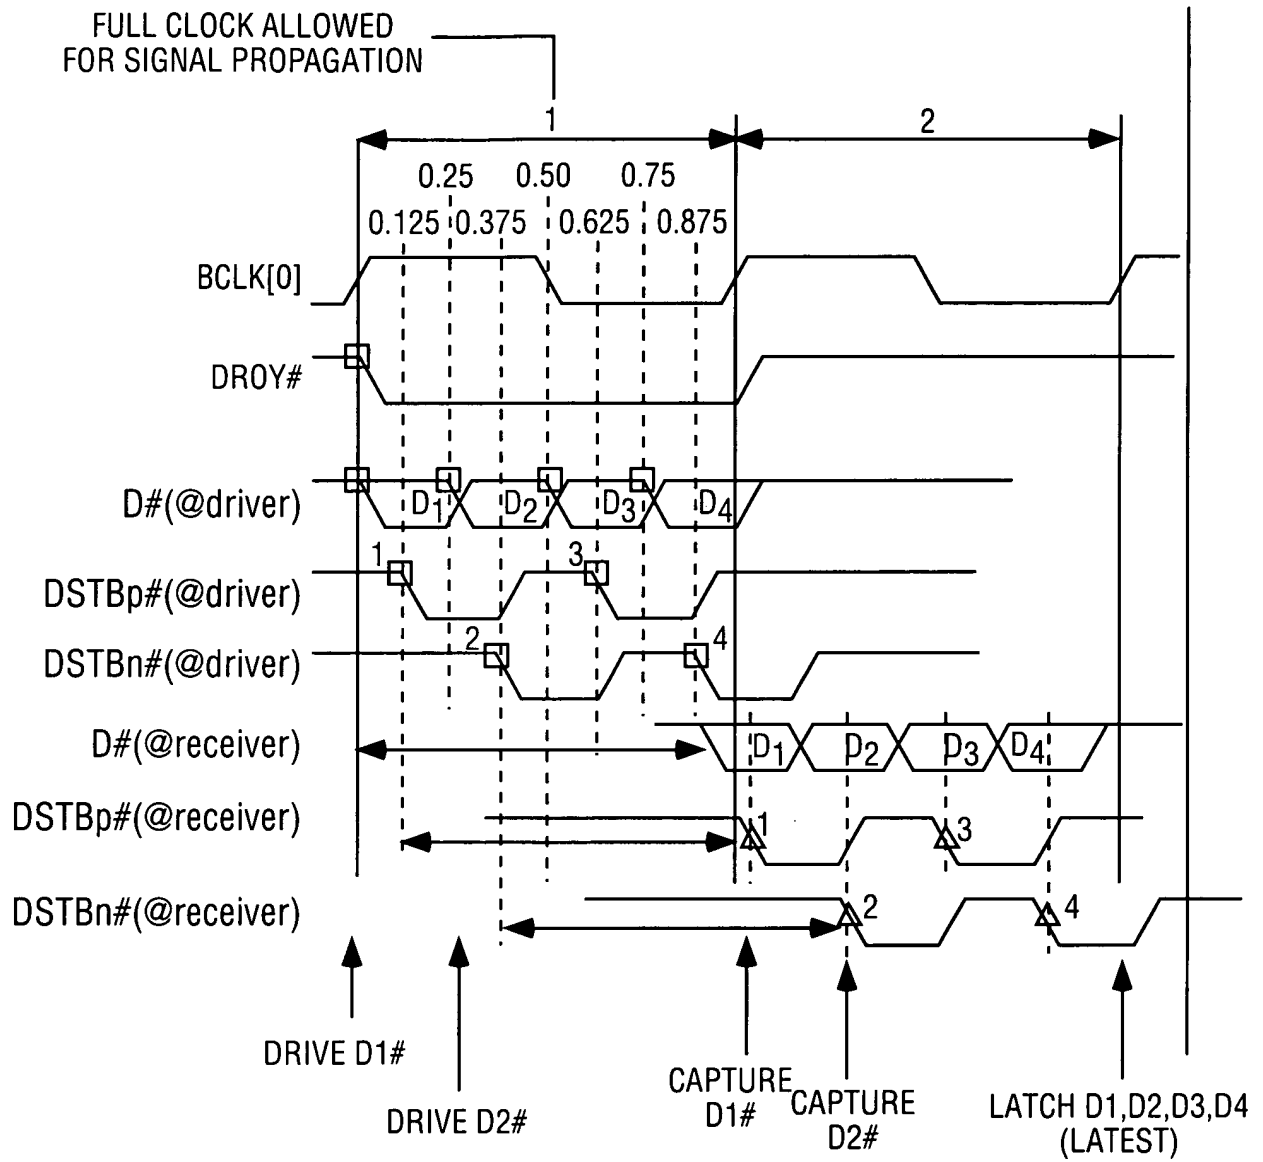 FULL CLOCK ALLOWED
FOR SIGNAL PROPAGATION
1
2
0.25 0.50 0.75
0.125 0.375 0.625 0.875
BCLK[0]
DROY#
D#(@driver) D1 D2 D3 D4
1 3
DSTBp#(@driver)
2 4
DSTBn#(@driver)
D#(@receiver) D1 D2 D3 D4
DSTBp#(@receiver) 1 3
DSTBn#(@receiver) 2 4
DRIVE D1#
DRIVE D2#
CAPTURE
D1#
CAPTURE
D2#
LATCH D1,D2,D3,D4
(LATEST)